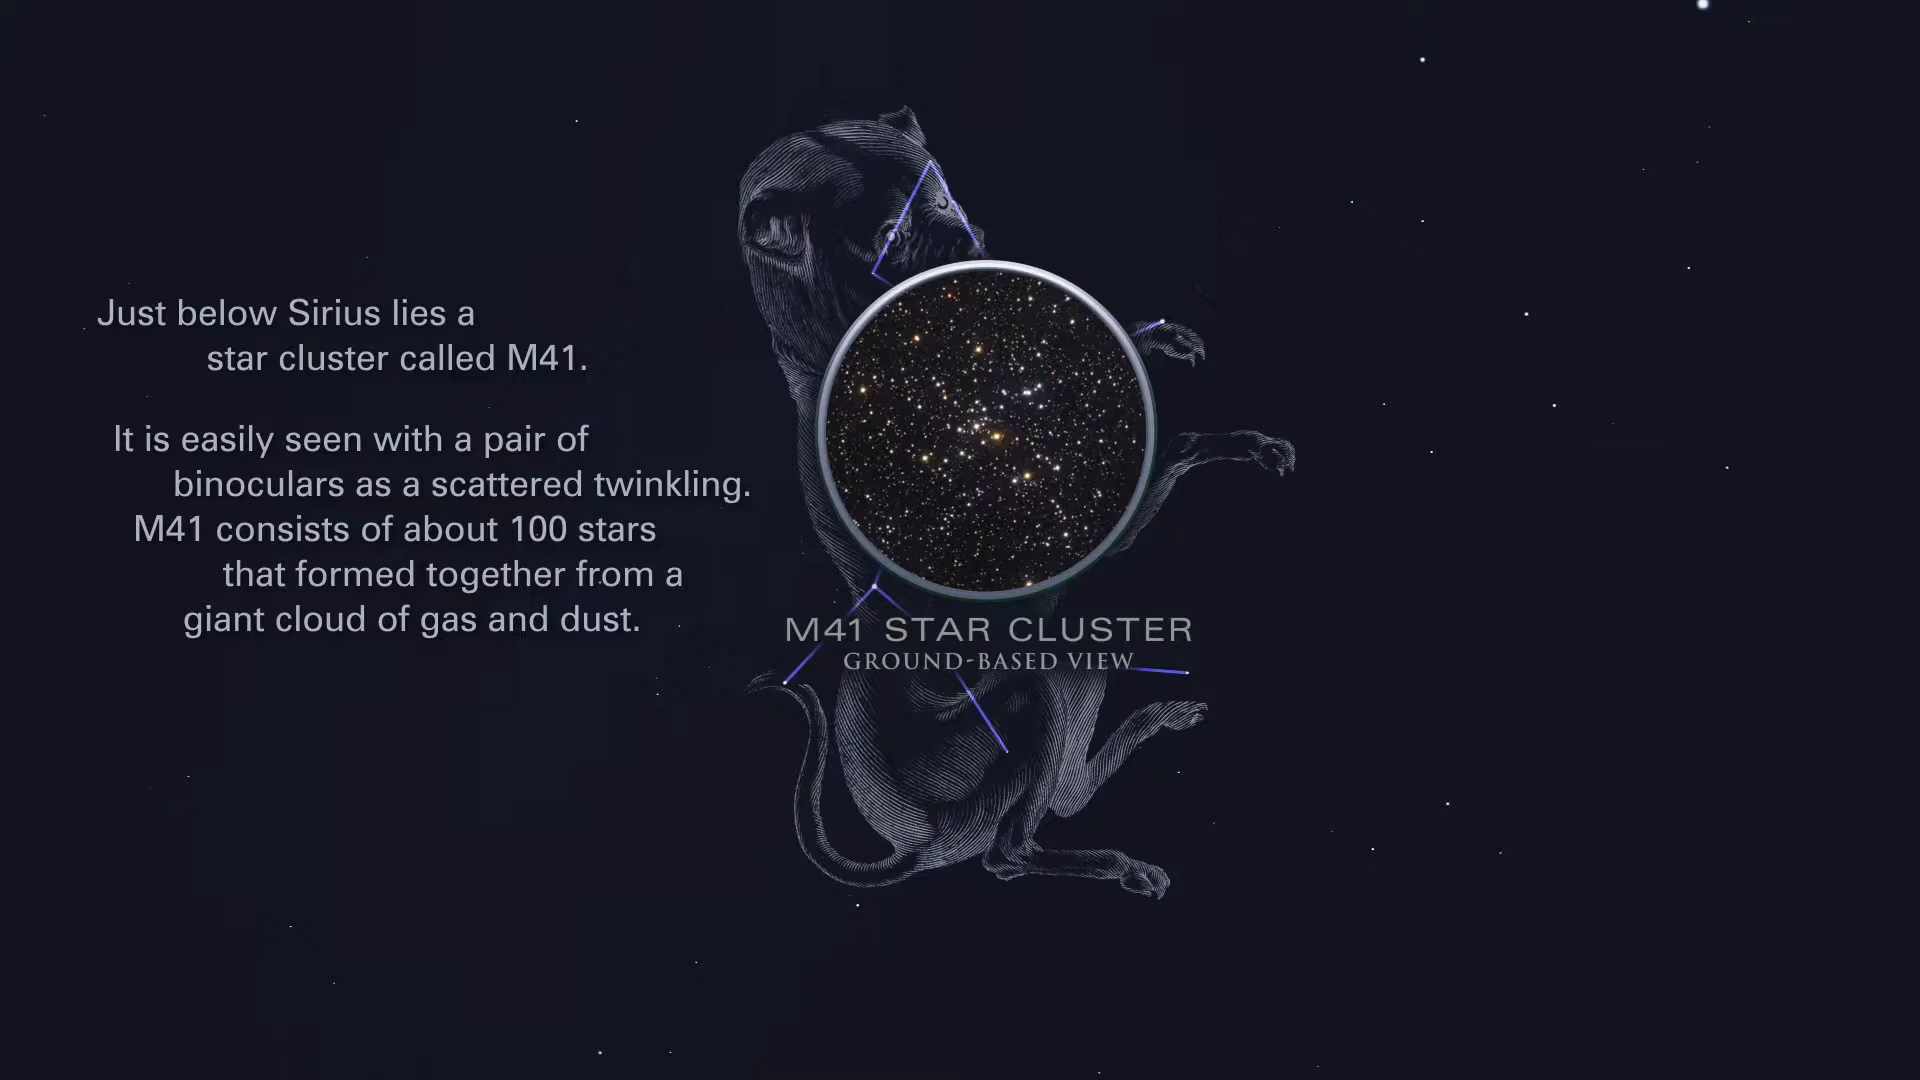 Just below Sirius lies a
star cluster called M41.
It is easily seen with a pair of
binoculars as a scattered twinkling.
M41 consists of about 100 stars
that formed together from a
giant cloud of gas and dust.
M41 STAR CLUSTER
GROUND-BASED VIEW